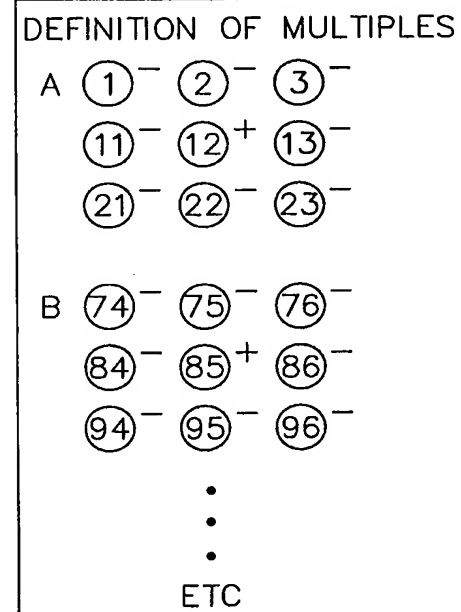 DEFINITION OF MULTIPLES
A 1 − 2 − 3 −
11 − 12 + 13 −
21 − 22 − 23 −
B 74 − 75 − 76 −
84 − 85 + 86 −
94 − 95 − 96 −
ETC